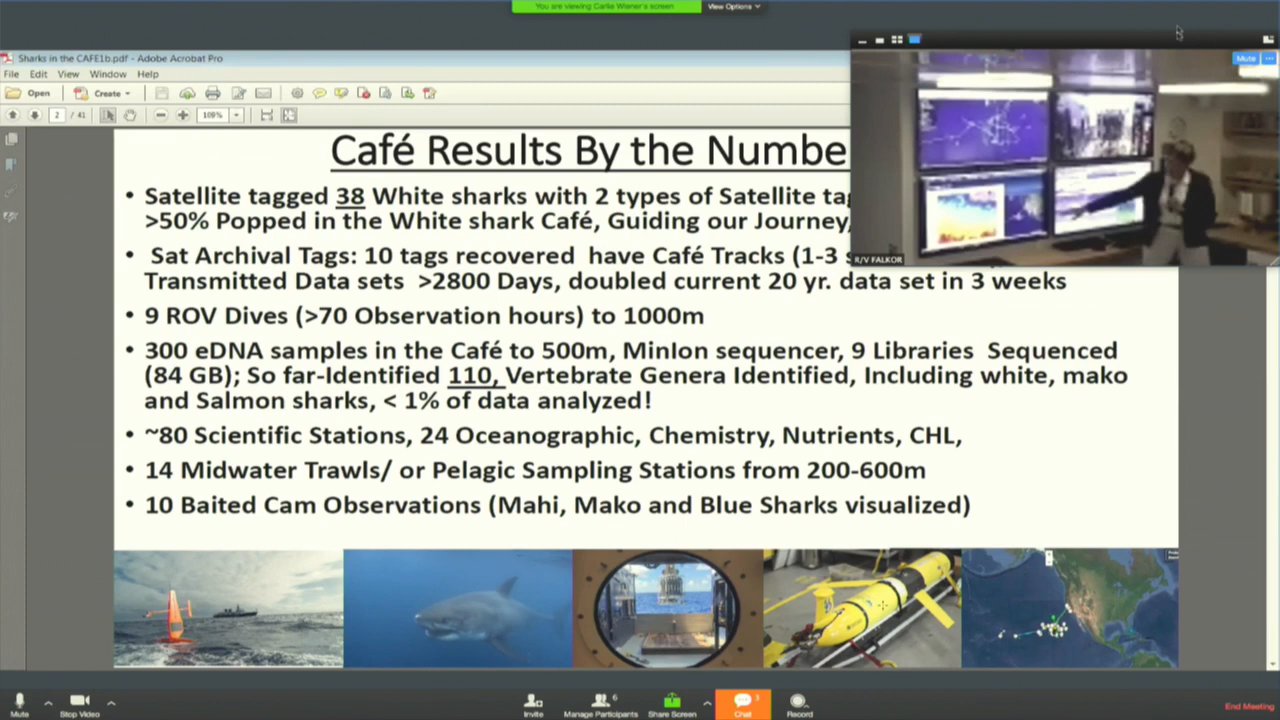 You are viewing Carlie Wiener's screen
View Options
Sharks in the CAFE1b.pdf - Adobe Acrobat Pro
File Edit View Window Help
Open Create
2 / 41 109%
Mute
Café Results By the Numbe
• Satellite tagged 38 White sharks with 2 types of Satellite
>50% Popped in the White shark Café, Guiding our Journey,
R/V FALKOR
• Sat Archival Tags: 10 tags recovered have Café Tracks (1-3
Transmitted Data sets >2800 Days, doubled current 20 yr. data set in 3 weeks
• 9 ROV Dives (>70 Observation hours) to 1000m
• 300 eDNA samples in the Café to 500m, MinIon sequencer, 9 Libraries Sequenced
(84 GB); So far-Identified 110, Vertebrate Genera Identified, Including white, mako
and Salmon sharks, < 1% of data analyzed!
• ~80 Scientific Stations, 24 Oceanographic, Chemistry, Nutrients, CHL,
• 14 Midwater Trawls/ or Pelagic Sampling Stations from 200-600m
• 10 Baited Cam Observations (Mahi, Mako and Blue Sharks visualized)
Mute Stop Video Invite Manage Participants 6 Share Screen Chat Record End Meeting